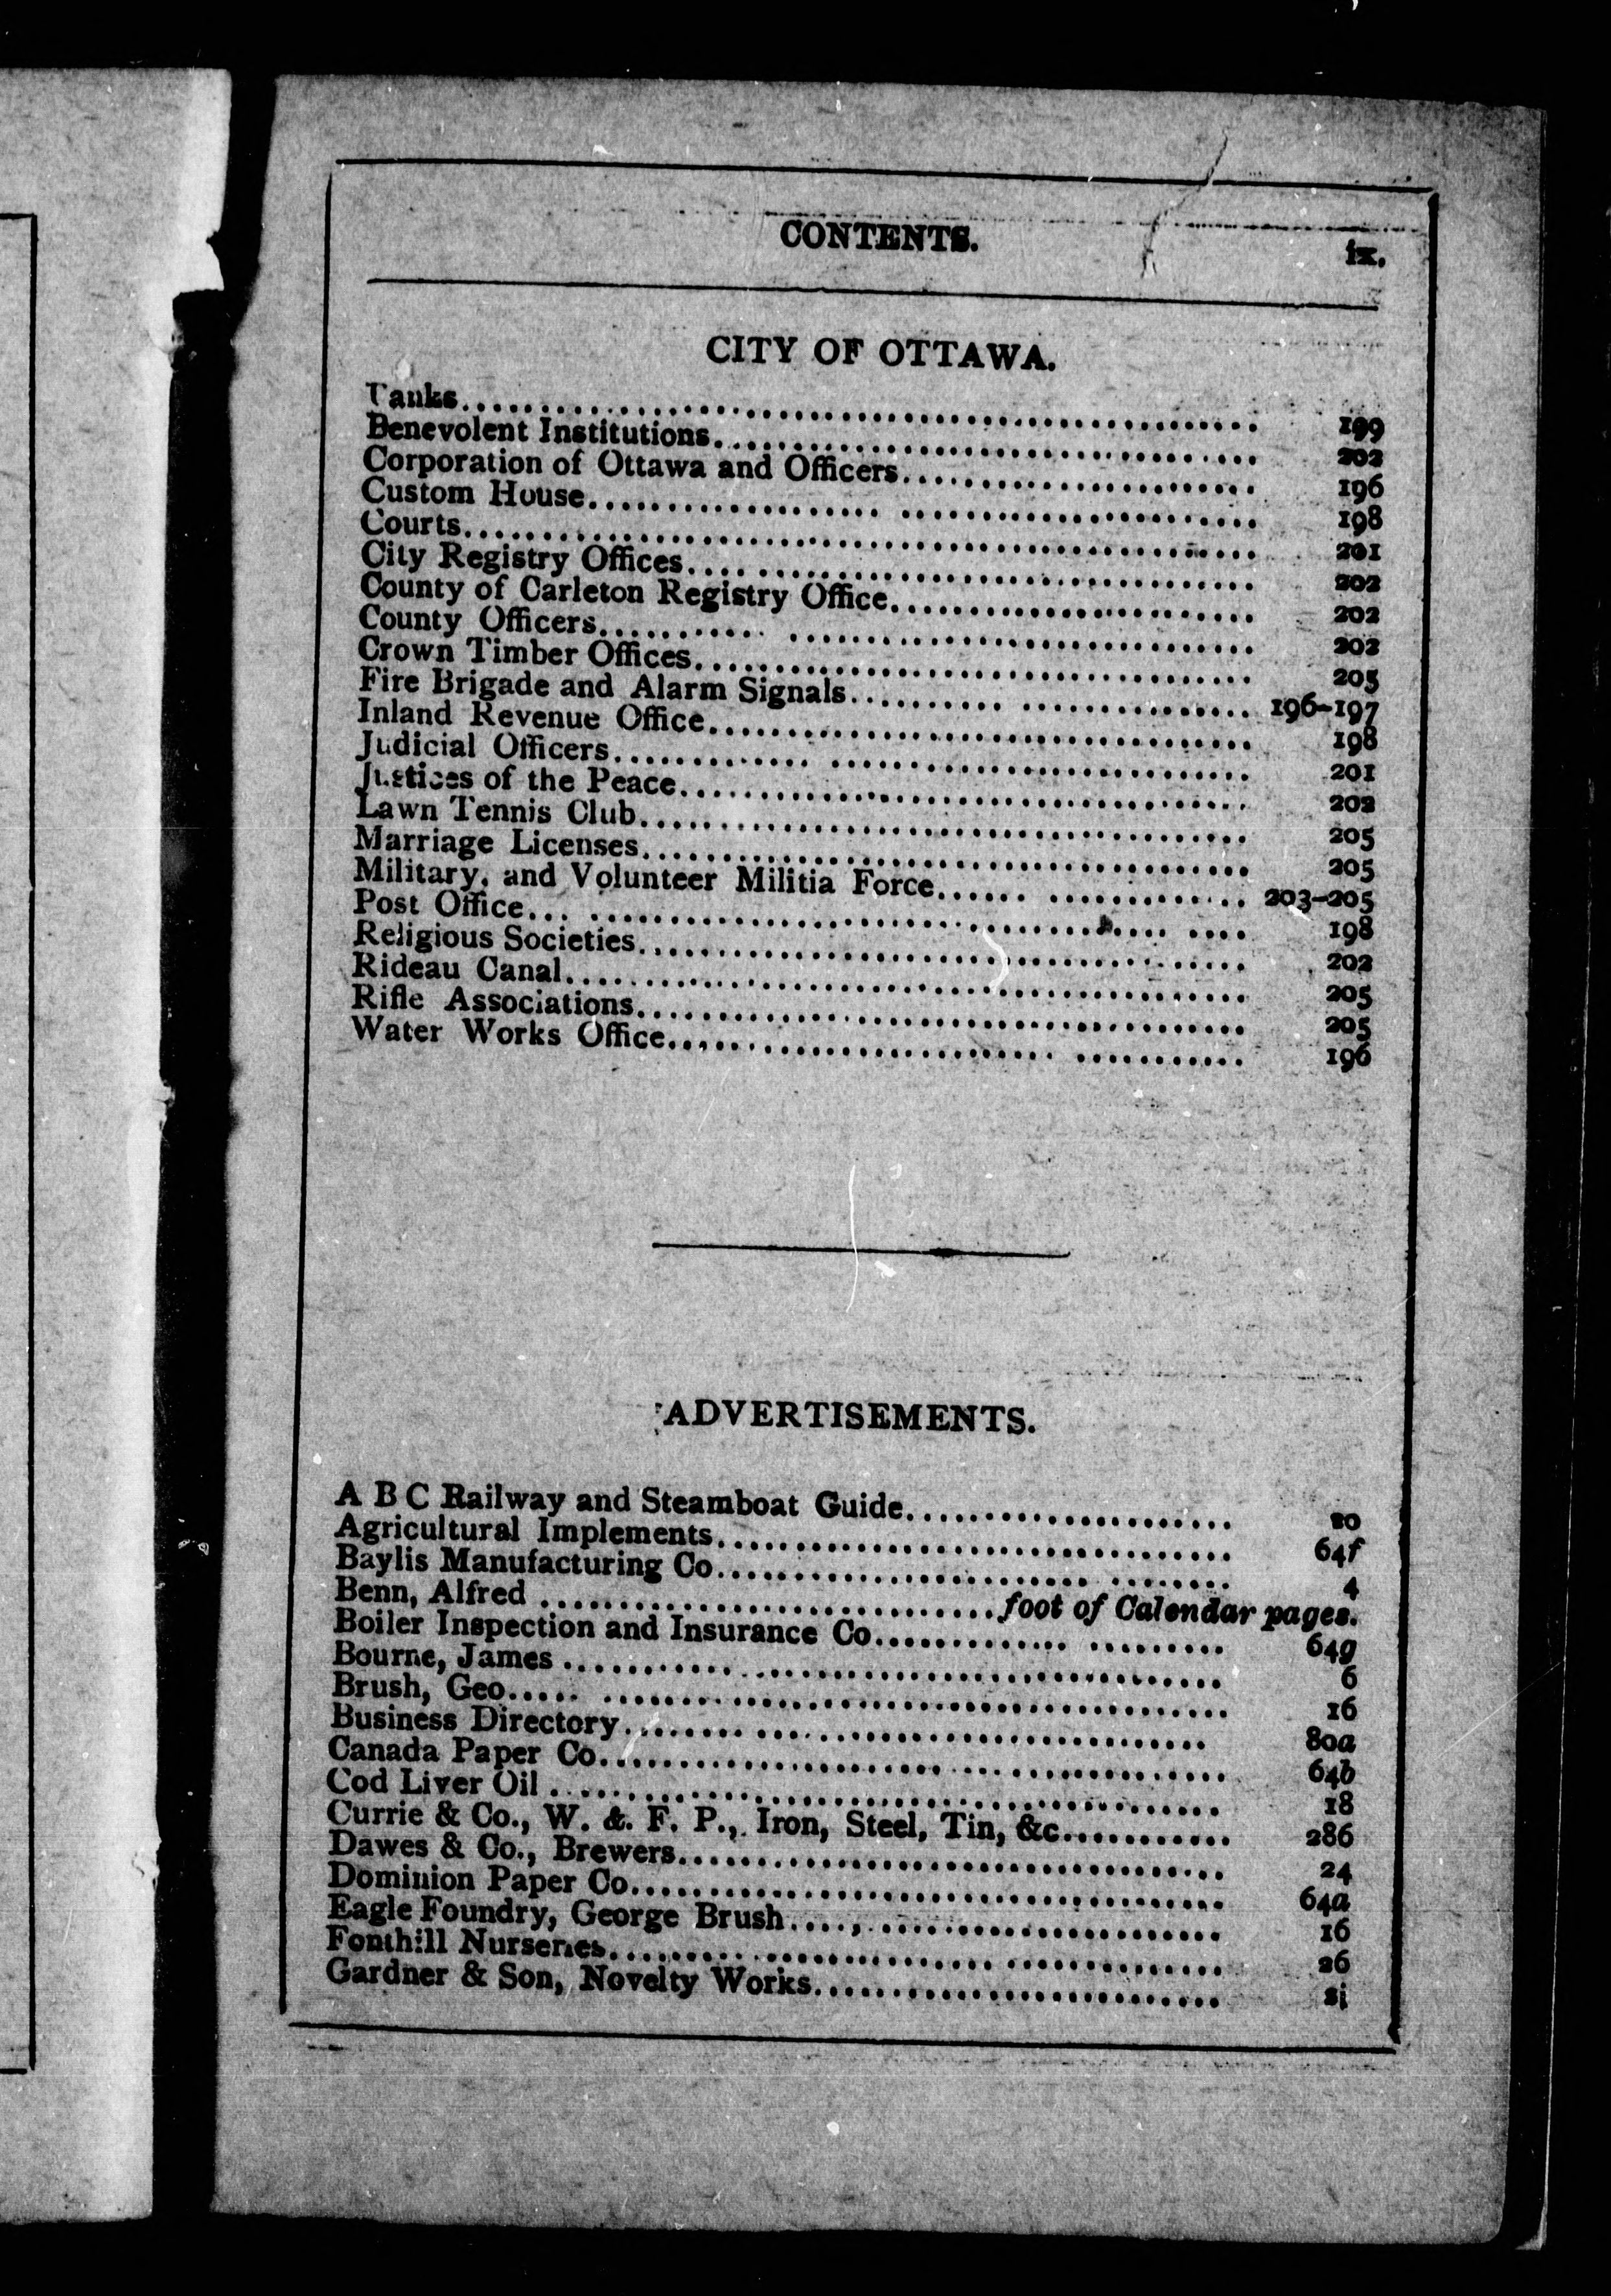 CONTENTS.
ix.
CITY OF OTTAWA.
Banks.................................................. 199
Benevolent Institutions.................................. 202
Corporation of Ottawa and Officers...................... 196
Custom House.......................................... 198
Courts.................................................. 201
City Registry Offices.................................... 202
County of Carleton Registry Office...................... 202
County Officers........................................ 202
Crown Timber Offices.................................. 205
Fire Brigade and Alarm Signals........................ 196-197
Inland Revenue Office.................................. 198
Judicial Officers........................................ 201
Justices of the Peace.................................... 202
Lawn Tennis Club...................................... 205
Marriage Licenses...................................... 205
Military, and Volunteer Militia Force.................. 203-205
Post Office............................................ 198
Religious Societies...................................... 202
Rideau Canal.......................................... 205
Rifle Associations...................................... 205
Water Works Office.................................... 196
ADVERTISEMENTS.
A B C Railway and Steamboat Guide.....................
Agricultural Implements................................ 64f
Baylis Manufacturing Co................................ 4
Benn, Alfred ..............................foot of Calendar pages.
Boiler Inspection and Insurance Co...................... 64g
Bourne, James ........................................ 6
Brush, Geo............................................ 16
Business Directory...................................... 80a
Canada Paper Co...................................... 64b
Cod Liver Oil .......................................... 18
Currie & Co., W. & F. P., Iron, Steel, Tin, &c........... 286
Dawes & Co., Brewers.................................. 24
Dominion Paper Co.................................... 64a
Eagle Foundry, George Brush.......................... 16
Fonthill Nurseries...................................... 26
Gardner & Son, Novelty Works..........................